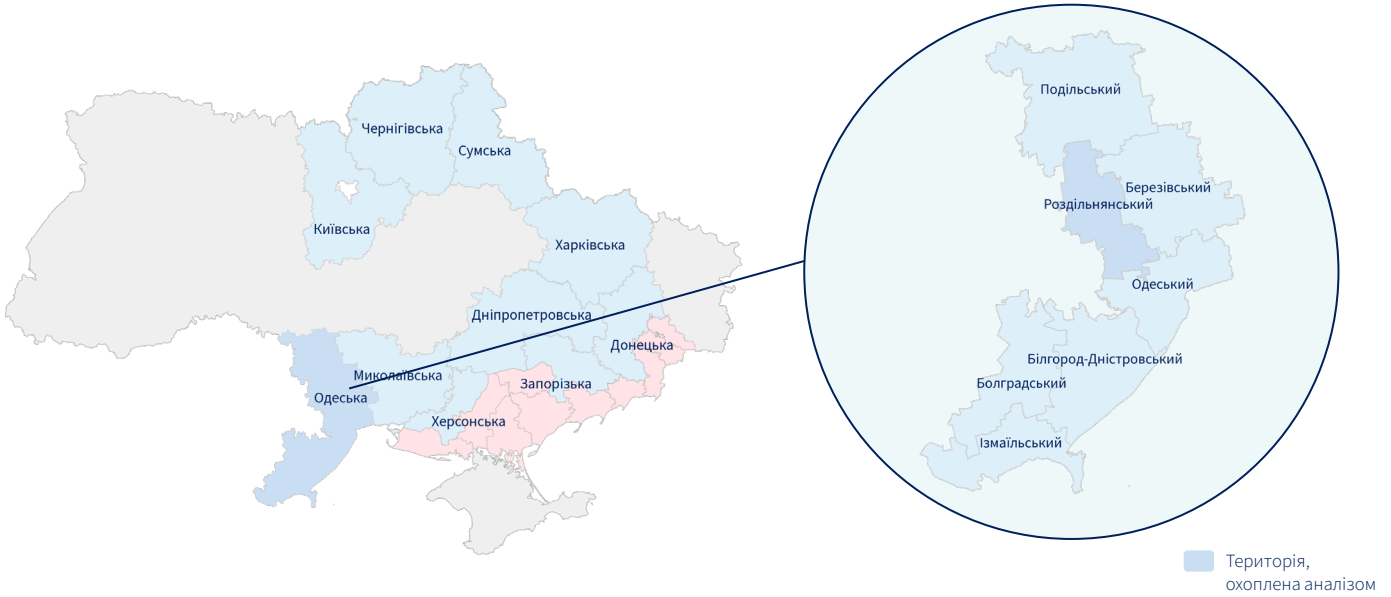 Чернігівська
Сумська
Київська
Харківська
Дніпропетровська
Донецька
Миколаївська
Запорізька
Одеська
Херсонська
Подільський
Березівський
Роздільнянський
Одеський
Білгород-Дністровський
Болградський
Ізмаїльський
Територія,
охоплена аналізом